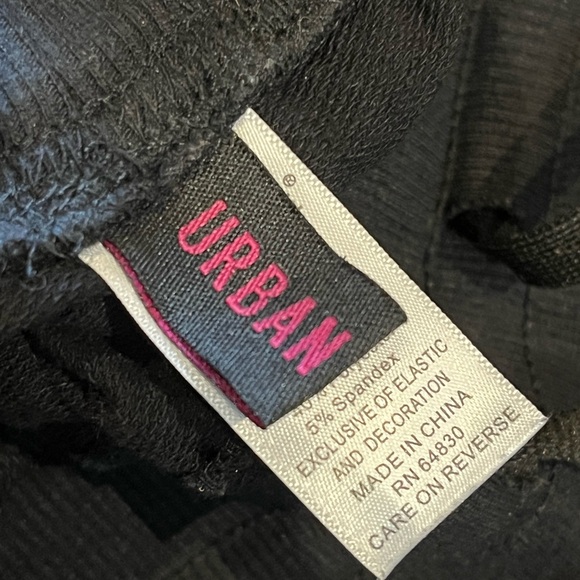 ®
URBAN
5% Spandex
EXCLUSIVE OF ELASTIC
AND DECORATION
MADE IN CHINA
RN 64830
CARE ON REVERSE